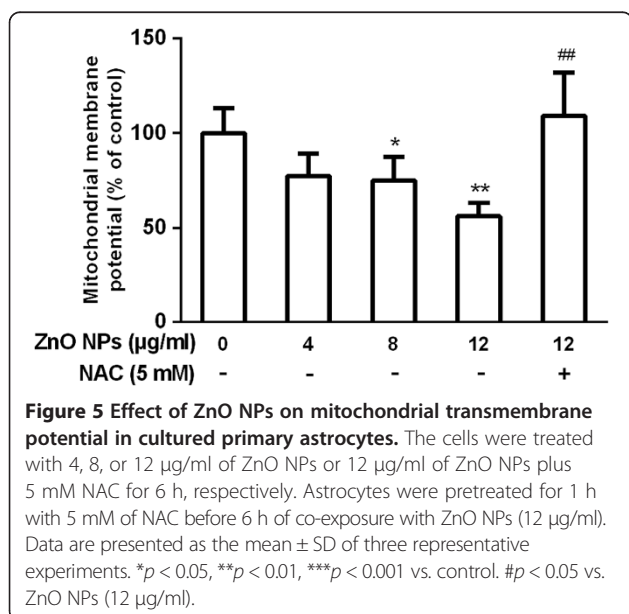 150
100
50
0
Mitochondrial membrane
potential (% of control)
*
**
##
ZnO NPs (µg/ml) 0 4 8 12 12
NAC (5 mM) - - - - +
Figure 5 Effect of ZnO NPs on mitochondrial transmembrane
potential in cultured primary astrocytes. The cells were treated
with 4, 8, or 12 µg/ml of ZnO NPs or 12 µg/ml of ZnO NPs plus
5 mM NAC for 6 h, respectively. Astrocytes were pretreated for 1 h
with 5 mM of NAC before 6 h of co-exposure with ZnO NPs (12 µg/ml).
Data are presented as the mean ± SD of three representative
experiments. *p < 0.05, **p < 0.01, ***p < 0.001 vs. control. #p < 0.05 vs.
ZnO NPs (12 µg/ml).